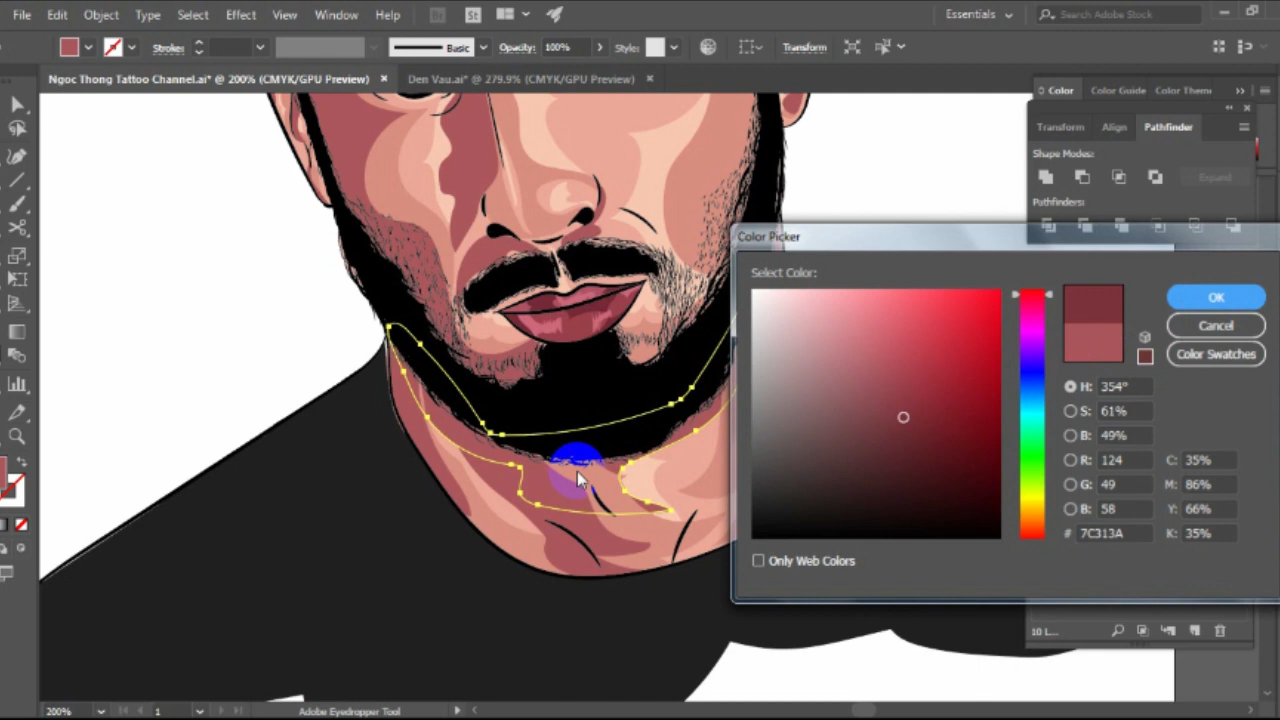 File Edit Object Type Select Effect View Window Help Br St Essentials Search Adobe Stock
Stroke: Basic Opacity: 100% Style: Transform
Ngoc Thong Tattoo Channel.ai* @ 200% (CMYK/GPU Preview) × Den Vau.ai* @ 279.9% (CMYK/GPU Preview) ×
Color Color Guide Color Theme
Transform Align Pathfinder
Shape Modes:
Expand
Pathfinders:
Color Picker
Select Color:
OK
Cancel
Color Swatches
H: 354°
S: 61%
B: 49%
R: 124 C: 35%
G: 49 M: 86%
B: 58 Y: 66%
# 7C313A K: 35%
Only Web Colors
10 L...
200% 1 Adobe Eyedropper Tool